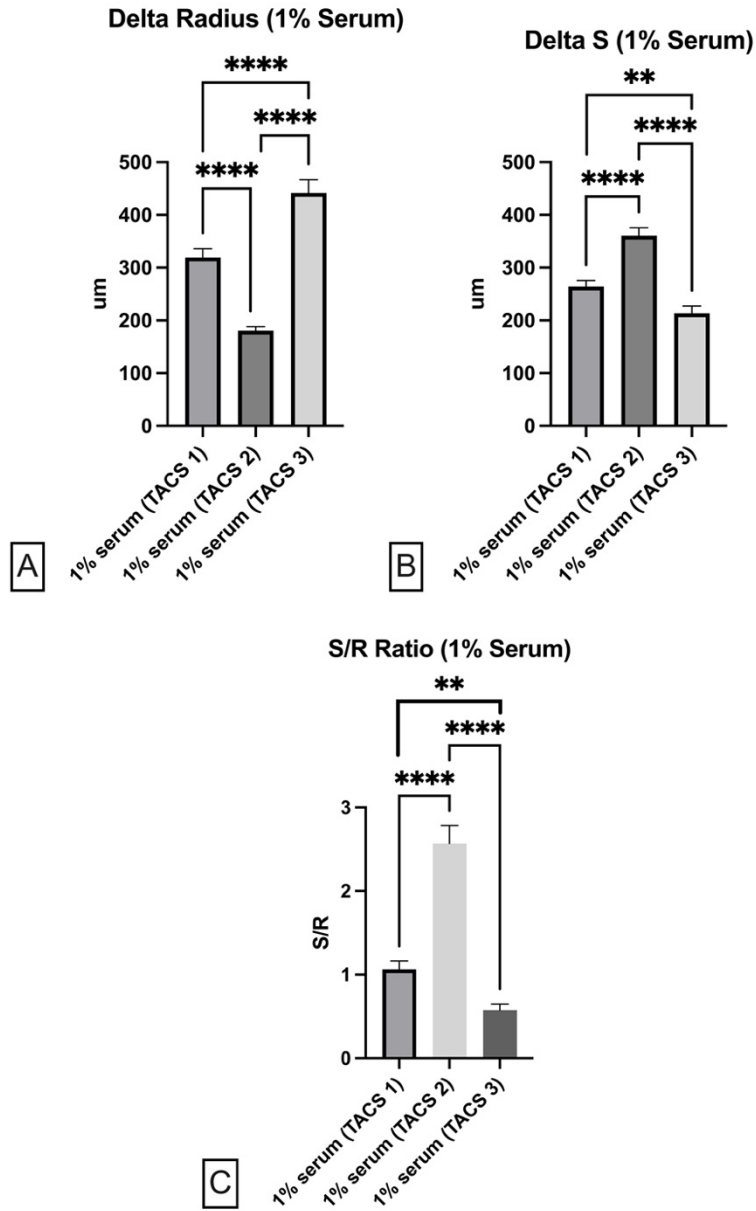 Delta Radius (1% Serum)
****
****
****
500
400
300
200
100
0
um
1% serum (TACS 1)
1% serum (TACS 2)
1% serum (TACS 3)
A
Delta S (1% Serum)
**
****
****
500
400
300
200
100
0
um
1% serum (TACS 1)
1% serum (TACS 2)
1% serum (TACS 3)
B
S/R Ratio (1% Serum)
**
****
****
3
2
1
0
S/R
1% serum (TACS 1)
1% serum (TACS 2)
1% serum (TACS 3)
C